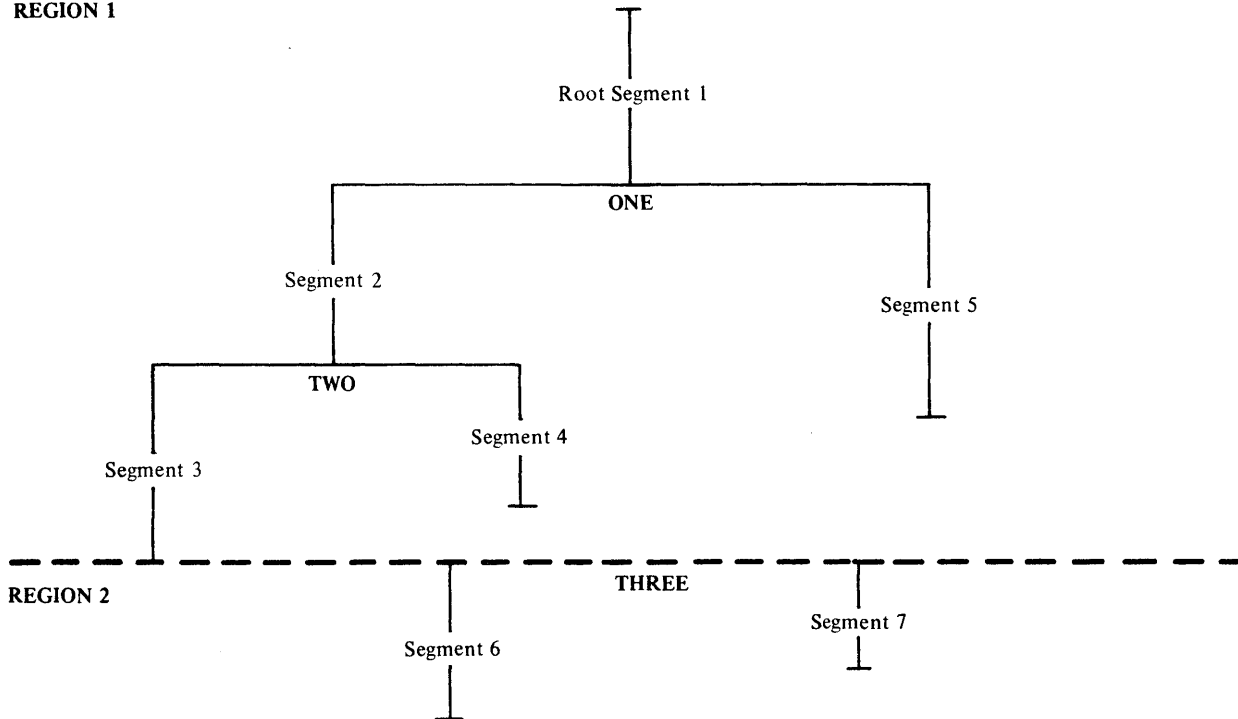 REGION 1
Root Segment 1
ONE
Segment 2
Segment 5
TWO
Segment 4
Segment 3
REGION 2
THREE
Segment 7
Segment 6